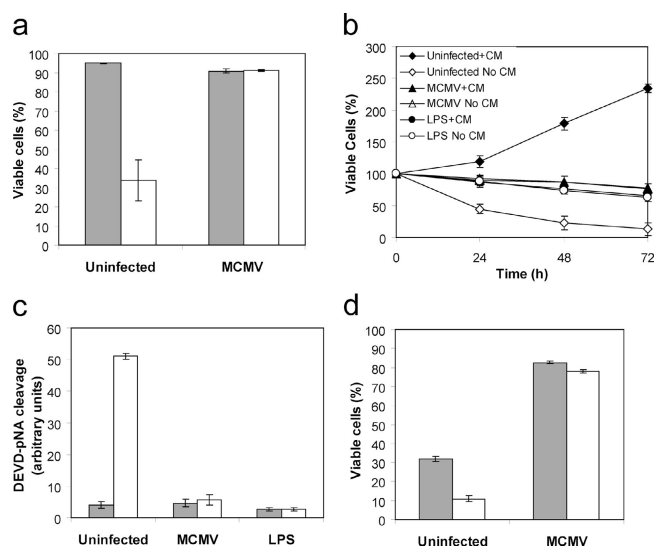 a
Viable cells (%)
100
90
80
70
60
50
40
30
20
10
0
Uninfected MCMV
b
Viable Cells (%)
300
250
200
150
100
50
0
Uninfected+CM
Uninfected No CM
MCMV+CM
MCMV No CM
LPS+CM
LPS No CM
0 24 48 72
Time (h)
c
DEVD-pNA cleavage
(arbitrary units)
60
50
40
30
20
10
0
Uninfected MCMV LPS
d
Viable cells (%)
100
90
80
70
60
50
40
30
20
10
0
Uninfected MCMV